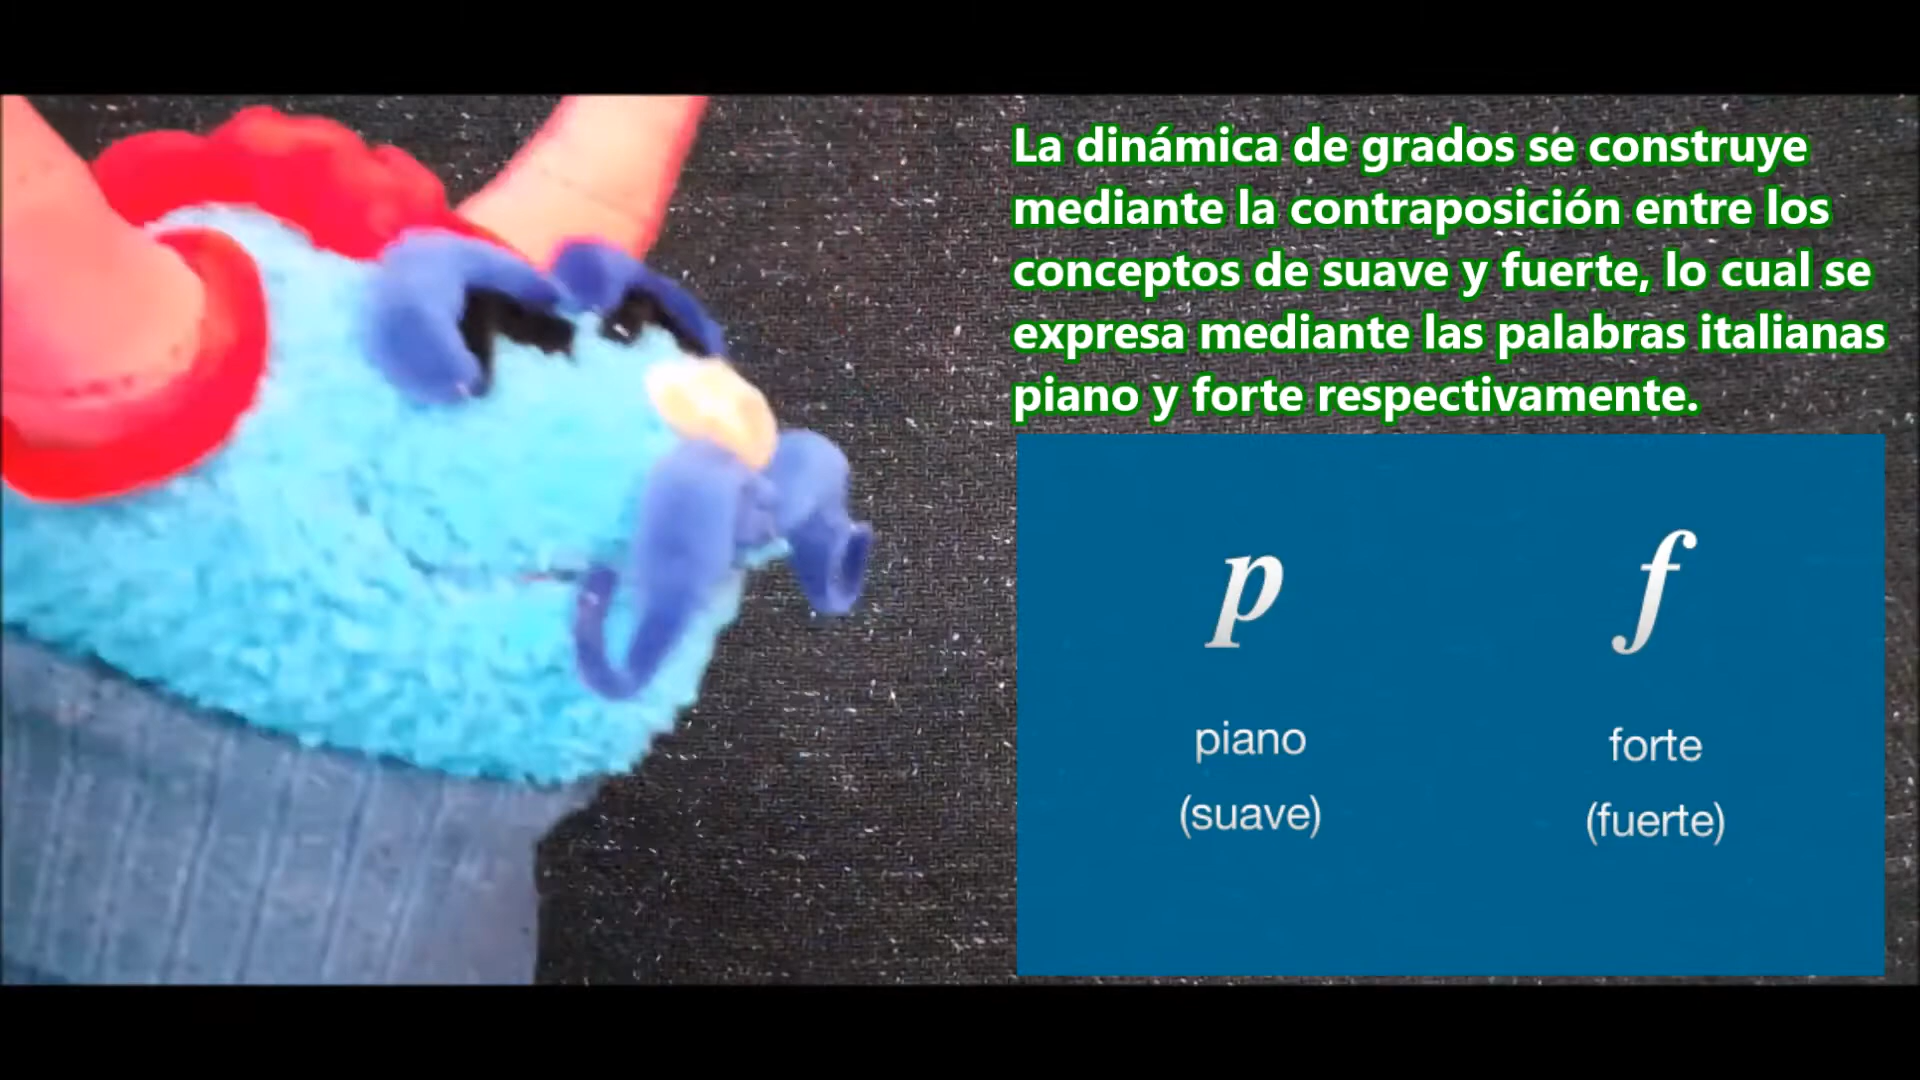 La dinámica de grados se construye
mediante la contraposición entre los
conceptos de suave y fuerte, lo cual se
expresa mediante las palabras italianas
piano y forte respectivamente.
p f
piano forte
(suave) (fuerte)